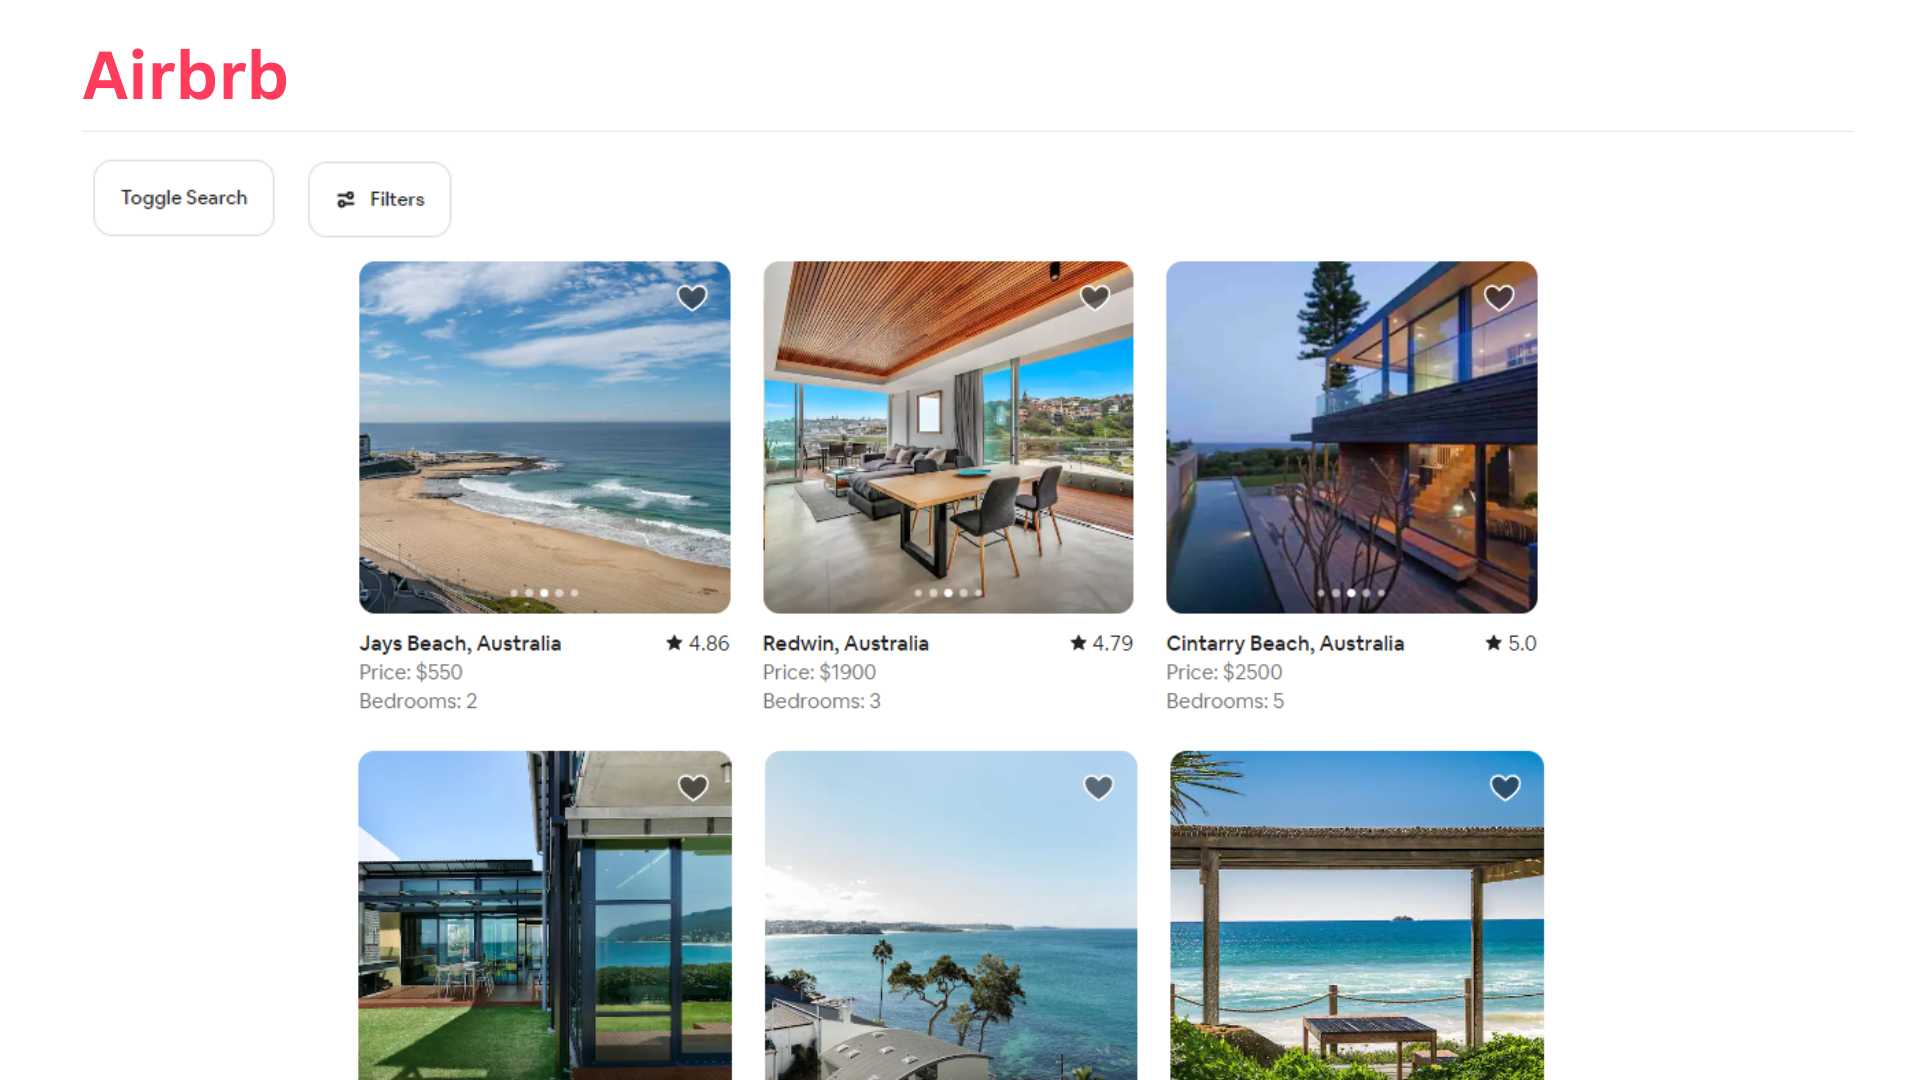 Airbrb
Toggle Search
Filters
Jays Beach, Australia
★ 4.86
Price: $550
Bedrooms: 2
Redwin, Australia
★ 4.79
Price: $1900
Bedrooms: 3
Cintarry Beach, Australia
★ 5.0
Price: $2500
Bedrooms: 5